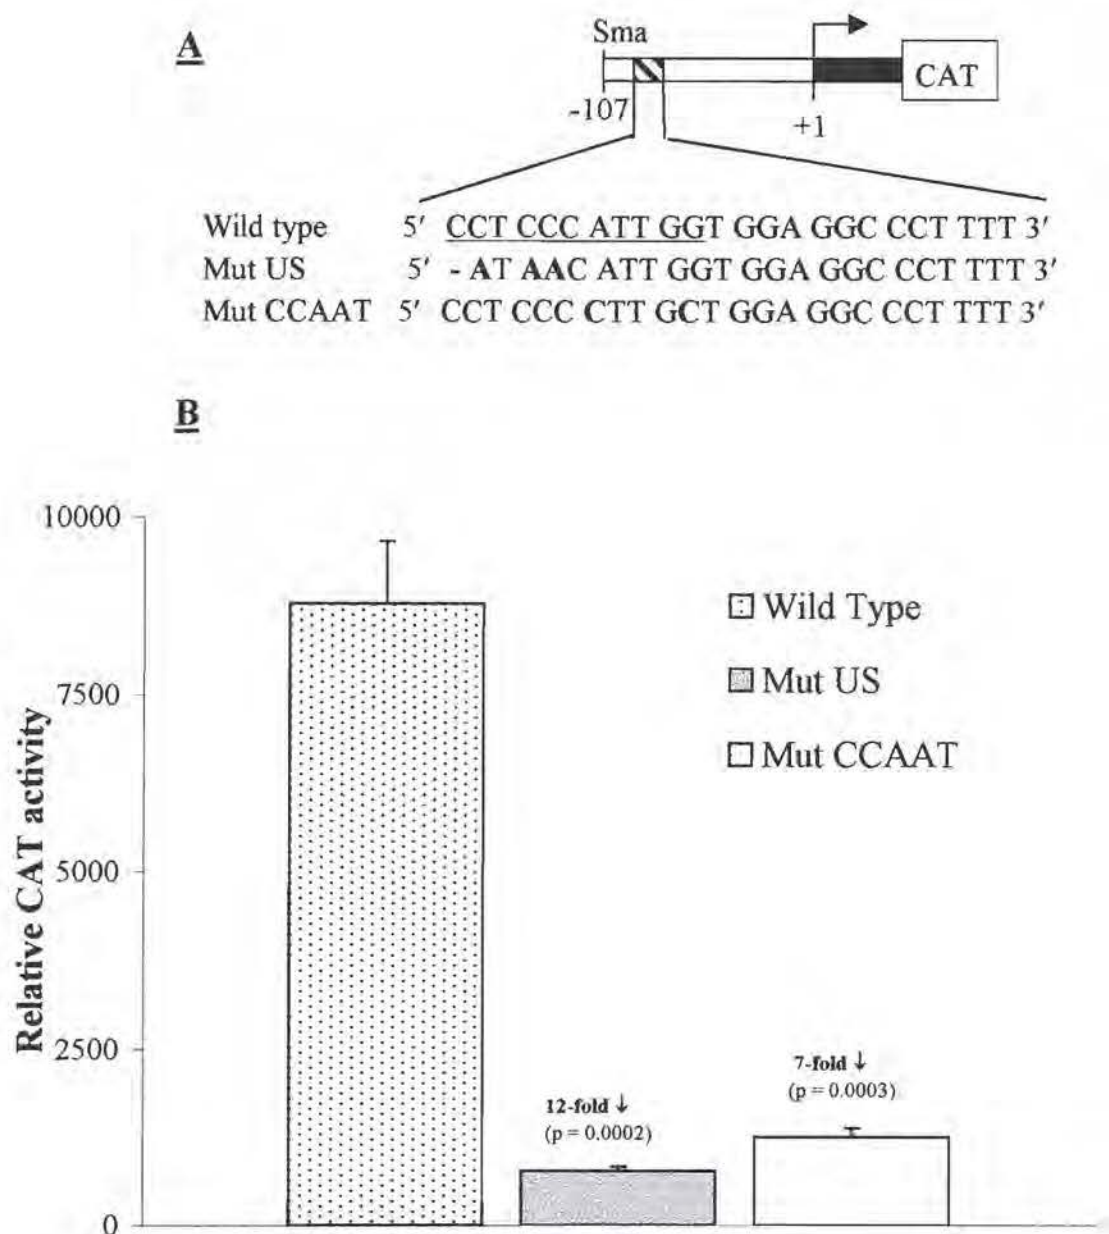 A
Sma
CAT
-107
+1
Wild type 5' CCT CCC ATT GGT GGA GGC CCT TTT 3'
Mut US 5' - AT AAC ATT GGT GGA GGC CCT TTT 3'
Mut CCAAT 5' CCT CCC CTT GCT GGA GGC CCT TTT 3'
B
10000
7500
5000
2500
0
Relative CAT activity
Wild Type
Mut US
Mut CCAAT
12-fold ↓
(p = 0.0002)
7-fold ↓
(p = 0.0003)